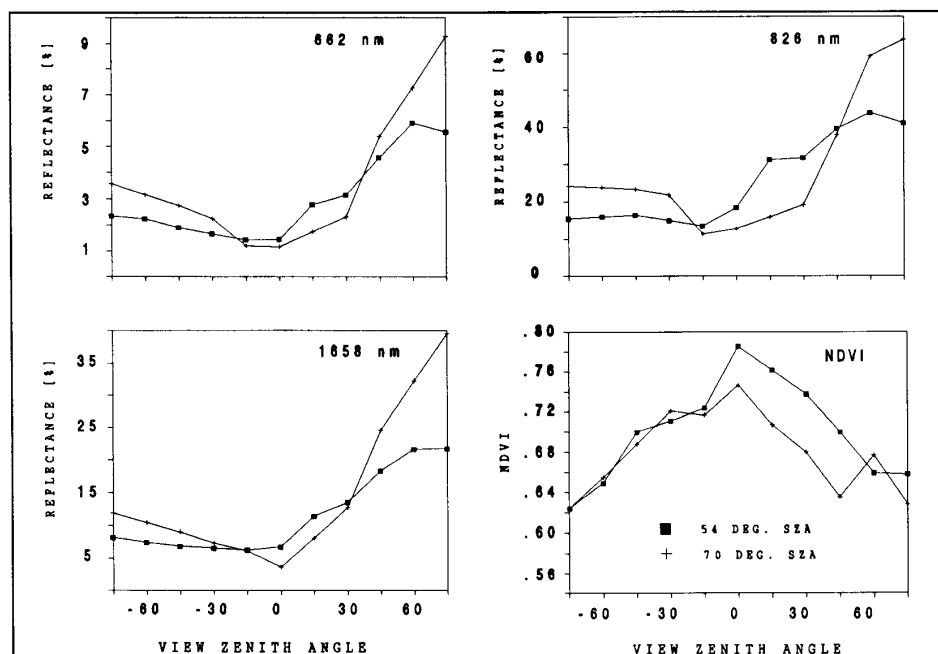 662 nm
REFLECTANCE [%]
9
7
5
3
1
826 nm
REFLECTANCE [%]
60
40
20
0
1658 nm
REFLECTANCE [%]
35
25
15
5
-60 -30 0 30 60
VIEW ZENITH ANGLE
NDVI
NDVI
.80
.76
.72
.68
.64
.60
.56
54 DEG. SZA
70 DEG. SZA
-60 -30 0 30 60
VIEW ZENITH ANGLE